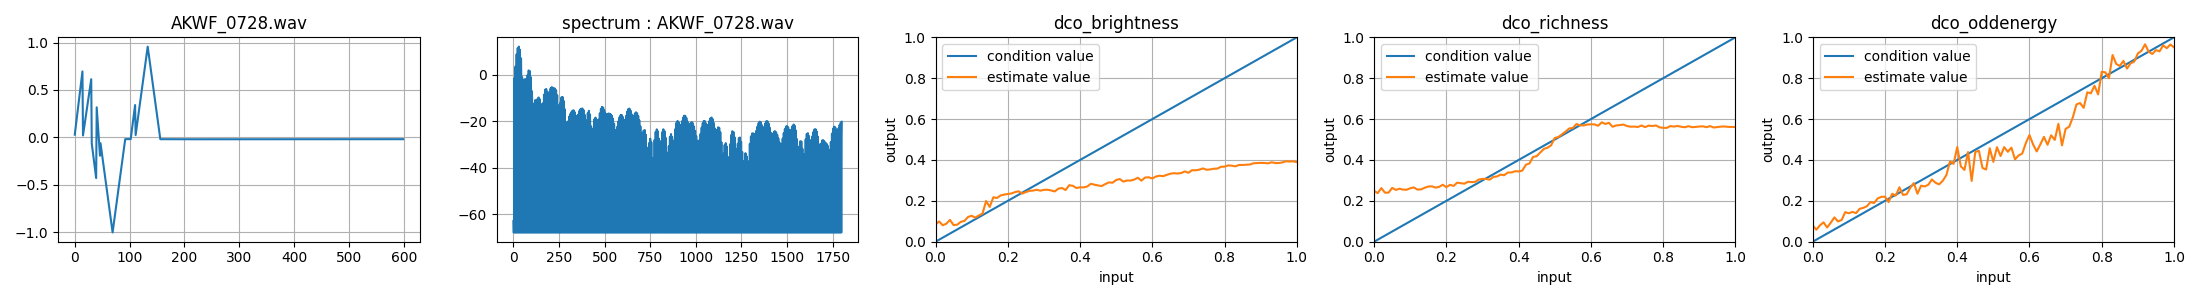 AKWF_0728.wav
1.0
0.5
0.0
−0.5
−1.0
0 100 200 300 400 500 600
spectrum : AKWF_0728.wav
0
−20
−40
−60
0 250 500 750 1000 1250 1500 1750
dco_brightness
condition value
estimate value
output
1.0
0.8
0.6
0.4
0.2
0.0
0.0 0.2 0.4 0.6 0.8 1.0
input
dco_richness
condition value
estimate value
output
1.0
0.8
0.6
0.4
0.2
0.0
0.0 0.2 0.4 0.6 0.8 1.0
input
dco_oddenergy
condition value
estimate value
output
1.0
0.8
0.6
0.4
0.2
0.0
0.0 0.2 0.4 0.6 0.8 1.0
input